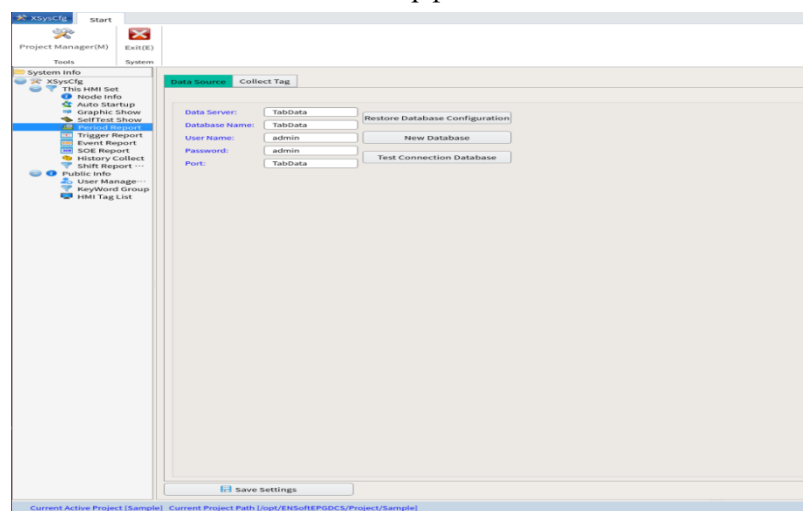 XSysCfg Start
Project Manager(M) Exit(E)
Tools System
System Info
XSysCfg
This HMI Set
Node Info
Auto Startup
Graphic Show
SelfTest Show
Period Report
Trigger Report
Event Report
SOE Report
History Collect
Shift Report ...
Public Info
User Manage...
KeyWord Group
HMI Tag List
Data Source Collect Tag
Data Server: TabData Restore Database Configuration
Database Name: TabData
User Name: admin New Database
Password: admin
Test Connection Database
Port: TabData
Save Settings
Current Active Project [Sample] Current Project Path [/opt/ENSoftEPGDCS/Project/Sample]